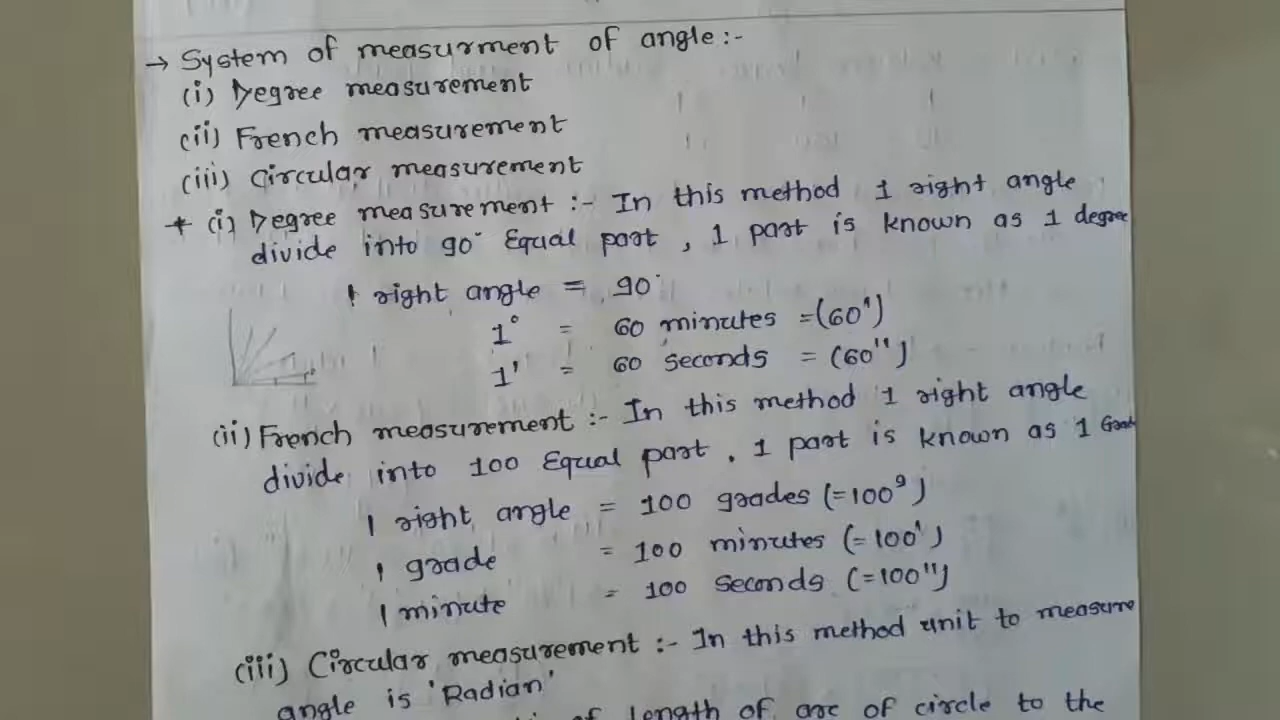 → System of measurment of angle :-
(i) Degree measurement
(ii) French measurement
(iii) Circular measurement
* (i) Degree measurement :- In this method 1 right angle
divide into 90° Equal part , 1 part is known as 1 degree
1 right angle = 90°
1° = 60 minutes =(60')
1' = 60 seconds = (60'')
(ii) French measurement :- In this method 1 right angle
divide into 100 Equal part . 1 part is known as 1
1 right angle = 100 grades (=100g)
1 grade = 100 minutes (=100')
1 minute = 100 seconds (=100'')
(iii) Circular measurement :- In this method unit to measure
angle is 'Radian'
of length of arc of circle to the